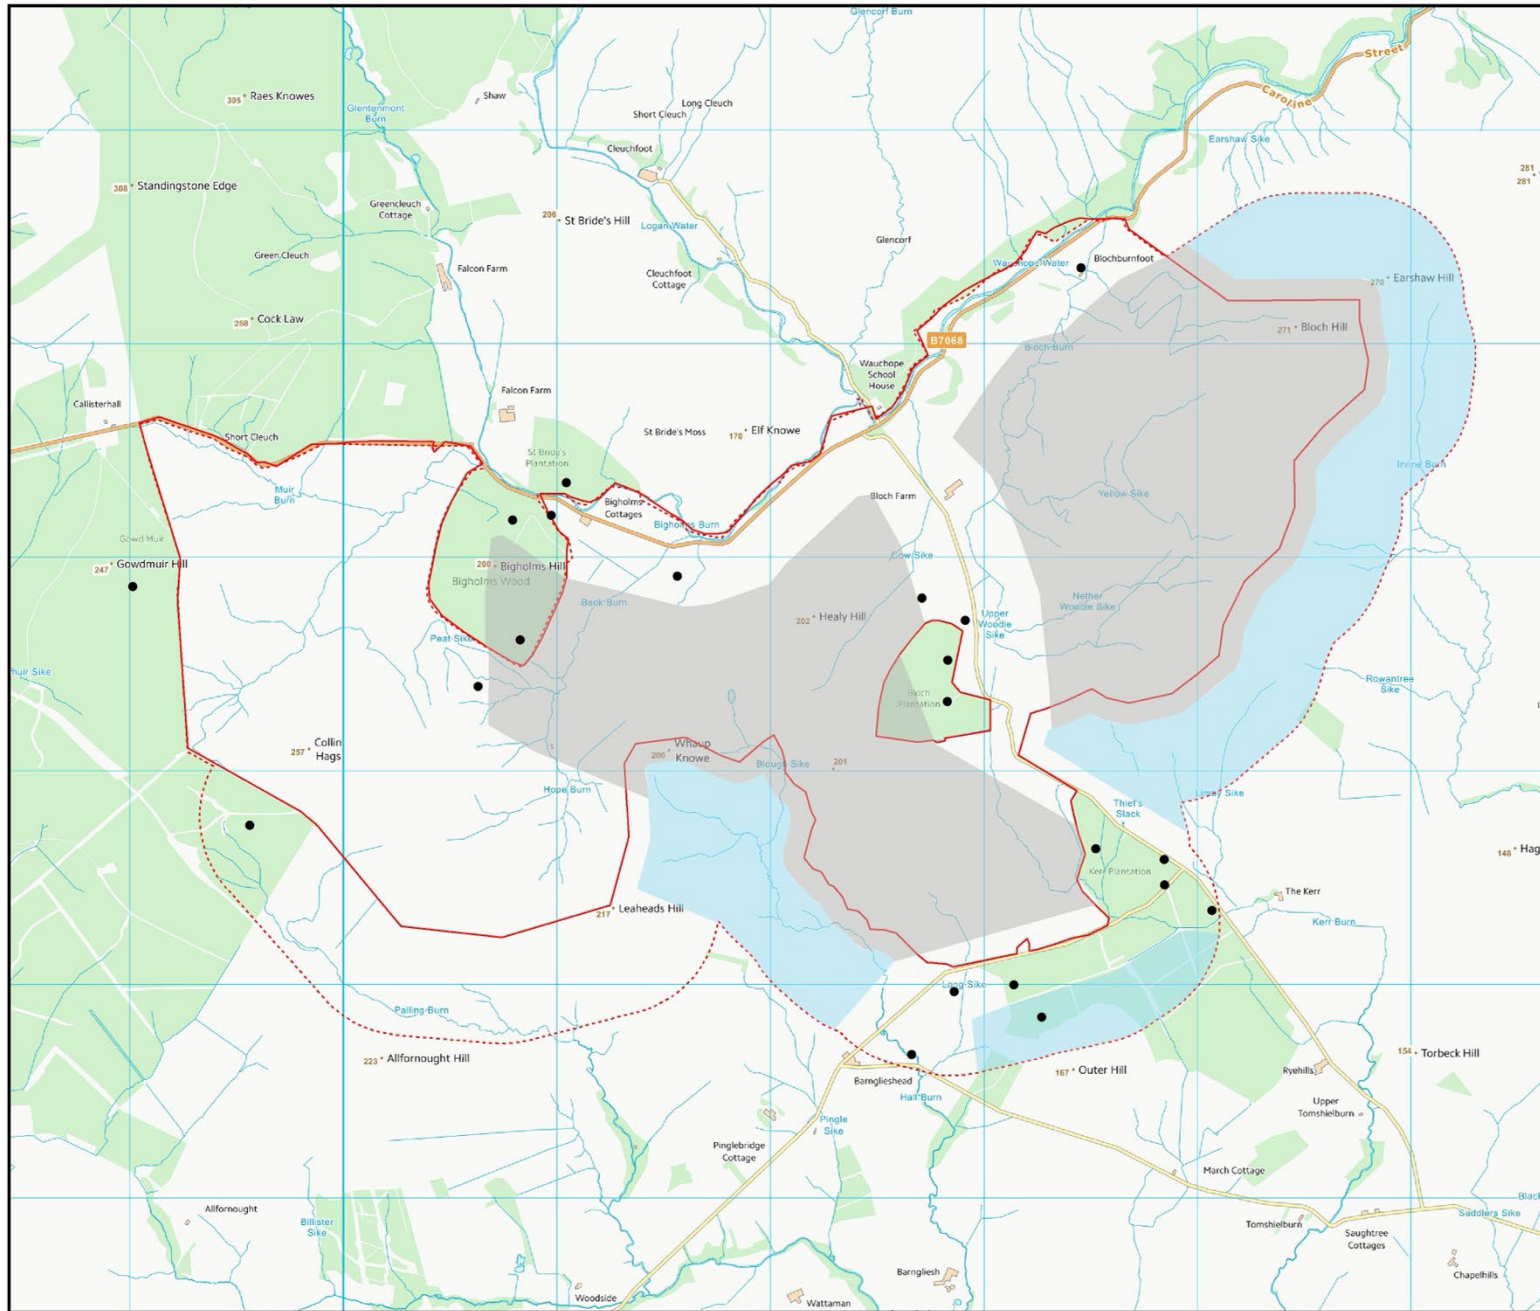 Glencorf Burn
Street
Caroline
305 Raes Knowes
Shaw
Long Cleuch
Short Cleuch
Glentenmont
Burn
Earshaw Sike
Cleuchfoot
281
281
308 Standingstone Edge
Greencleuch
Cottage
206
St Bride's Hill
Logan Water
Glencorf
Green Cleuch
Falcon Farm
Cleuchfoot
Cottage
Wauchope Water
Blochburnfoot
270 Earshaw Hill
268 Cock Law
271 Bloch Hill
B7068
Bloch Burn
Wauchope
School
House
Falcon Farm
Callisterhall
Short Cleuch
St Bride's Moss
170 Elf Knowe
St Bride's
Plantation
Irvine Burn
Muir
Burn
Bigholms
Cottages
Bloch Farm
Yellow Sike
Bigholms Burn
Gowd Muir
247 Gowdmuir Hill
Cow Sike
200 Bigholms Hill
Bigholms Wood
Back Burn
Nether
Woodie Sike
202 Healy Hill
Upper
Woodie
Sike
Peat Sike
muir Sike
Rowantree
Sike
Bloch
Plantation
257
Collin
Hags
200
Whaup
Knowe
Blough Sike
201
Hope Burn
Limey Sike
Thief's
Slack
148 Hag
Kerr Plantation
The Kerr
217
Leaheads Hill
Kerr Burn
Long Sike
Palling Burn
223 Allfornought Hill
154 Torbeck Hill
167 Outer Hill
Ryehills
Barnglieshead
Hall Burn
Upper
Tomshielburn
Pingle
Sike
Pinglebridge
Cottage
March Cottage
Allfornought
Billister
Sike
Black
Saddlers Sike
Tomshielburn
Saughtree
Cottages
Barngliesh
Chapelhills
Woodside
Wattaman